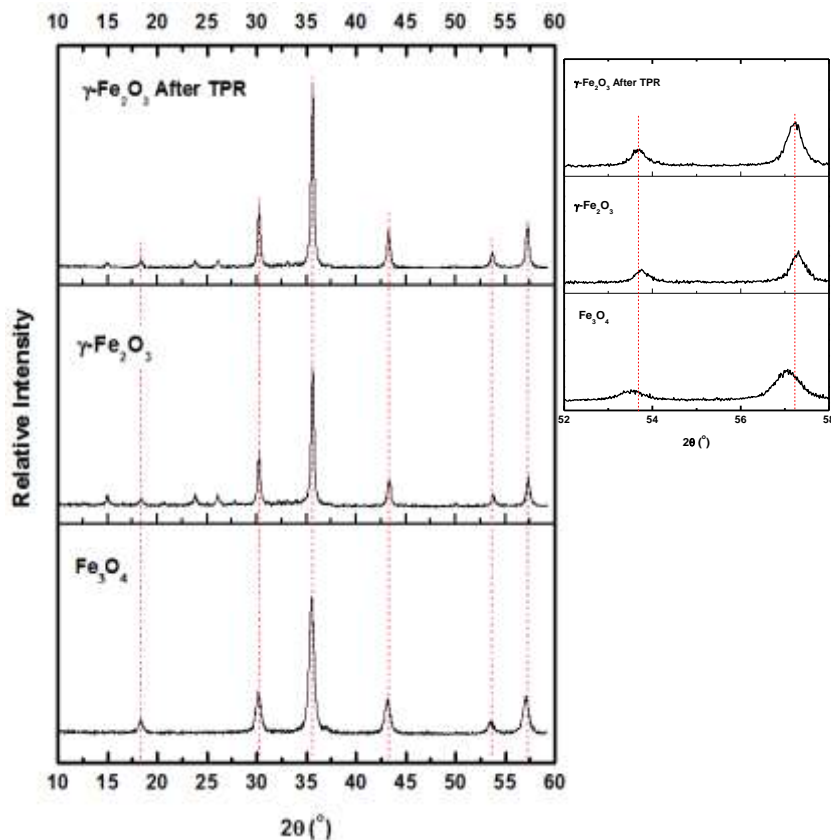 10 15 20 25 30 35 40 45 50 55 60
γ-Fe₂O₃ After TPR
γ-Fe₂O₃
Fe₃O₄
Relative Intensity
10 15 20 25 30 35 40 45 50 55 60
2θ (°)
γ-Fe₂O₃ After TPR
γ-Fe₂O₃
Fe₃O₄
52 54 56 58
2θ (°)